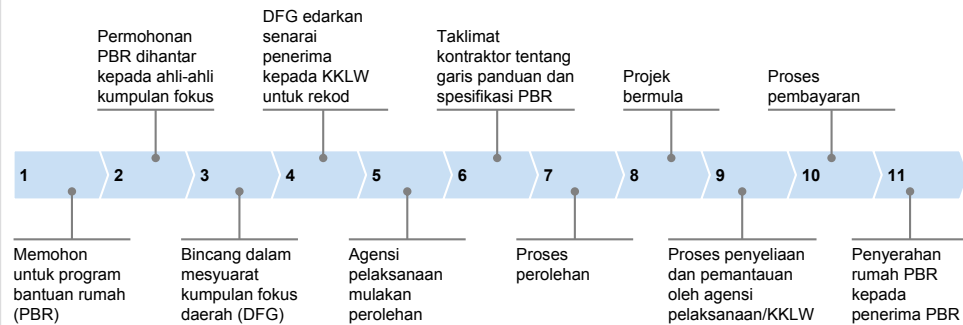 Permohonan
PBR dihantar
kepada ahli-ahli
kumpulan fokus
DFG edarkan
senarai
penerima
kepada KKLW
untuk rekod
Taklimat
kontraktor tentang
garis panduan dan
spesifikasi PBR
Projek
bermula
Proses
pembayaran
1
2
3
4
5
6
7
8
9
10
11
Memohon
untuk program
bantuan rumah
(PBR)
Bincang dalam
mesyuarat
kumpulan fokus
daerah (DFG)
Agensi
pelaksanaan
mulakan
perolehan
Proses
perolehan
Proses penyeliaan
dan pemantauan
oleh agensi
pelaksanaan/KKLW
Penyerahan
rumah PBR
kepada
penerima PBR